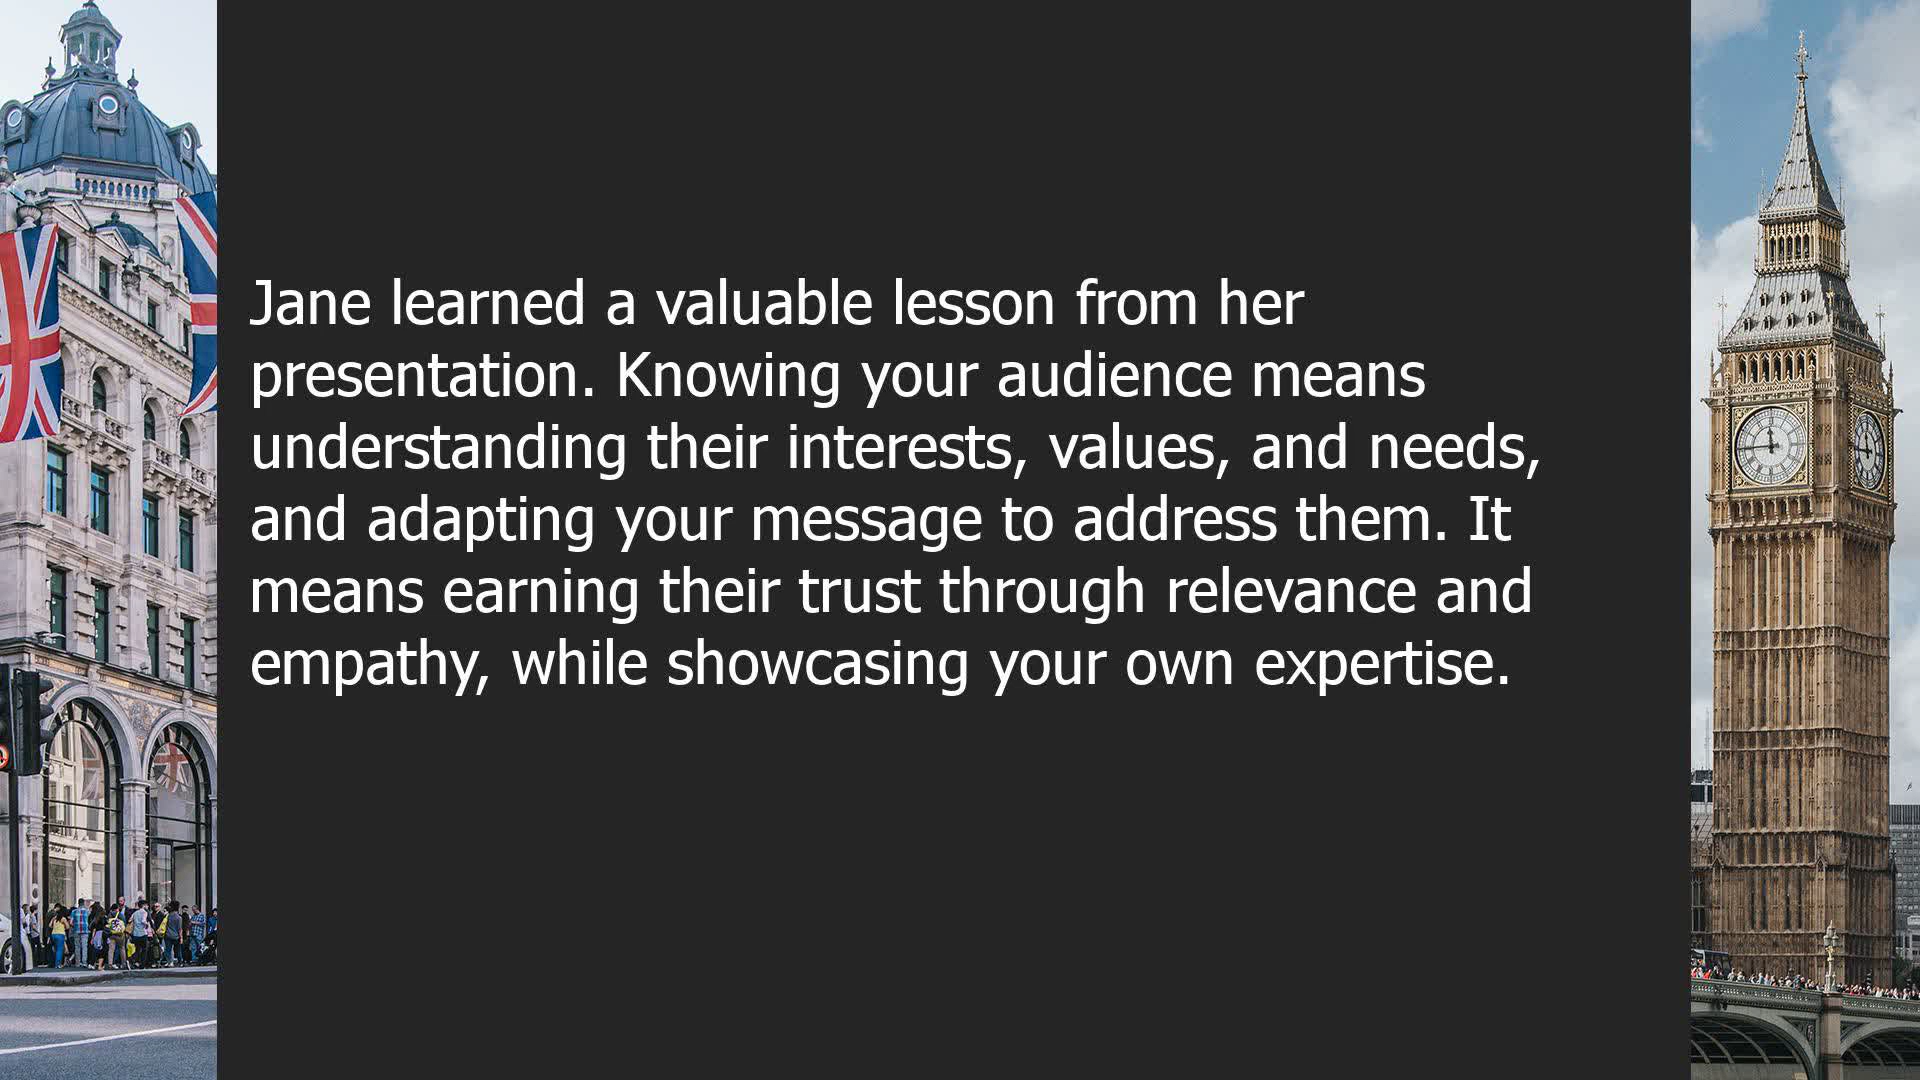 Jane learned a valuable lesson from her
presentation. Knowing your audience means
understanding their interests, values, and needs,
and adapting your message to address them. It
means earning their trust through relevance and
empathy, while showcasing your own expertise.